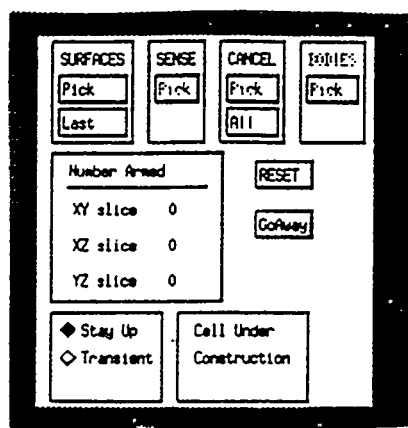 SURFACES SENSE CANCEL BODIES
Pick Pick Pick Pick
Last All
Number Armed
XY slice 0
XZ slice 0
YZ slice 0
RESET
GoAway
Stay Up
Transient
Cell Under
Construction